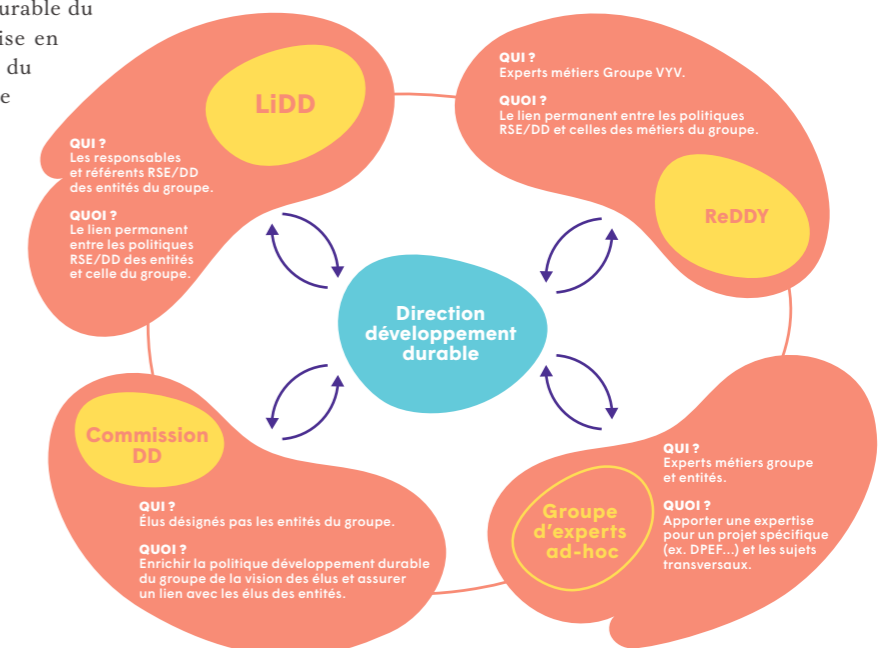 urable du
ise en
du
e
LiDD
QUI ?
Les responsables
et référents RSE/DD
des entités du groupe.
QUOI ?
Le lien permanent
entre les politiques
RSE/DD des entités
et celle du groupe.
QUI ?
Experts métiers Groupe VYV.
QUOI ?
Le lien permanent entre les politiques
RSE/DD et celles des métiers du groupe.
ReDDY
Direction
développement
durable
Commission
DD
QUI ?
Élus désignés pas les entités du groupe.
QUOI ?
Enrichir la politique développement durable
du groupe de la vision des élus et assurer
un lien avec les élus des entités.
Groupe
d'experts
ad-hoc
QUI ?
Experts métiers groupe
et entités.
QUOI ?
Apporter une expertise
pour un projet spécifique
(ex. DPEF...) et les sujets
transversaux.